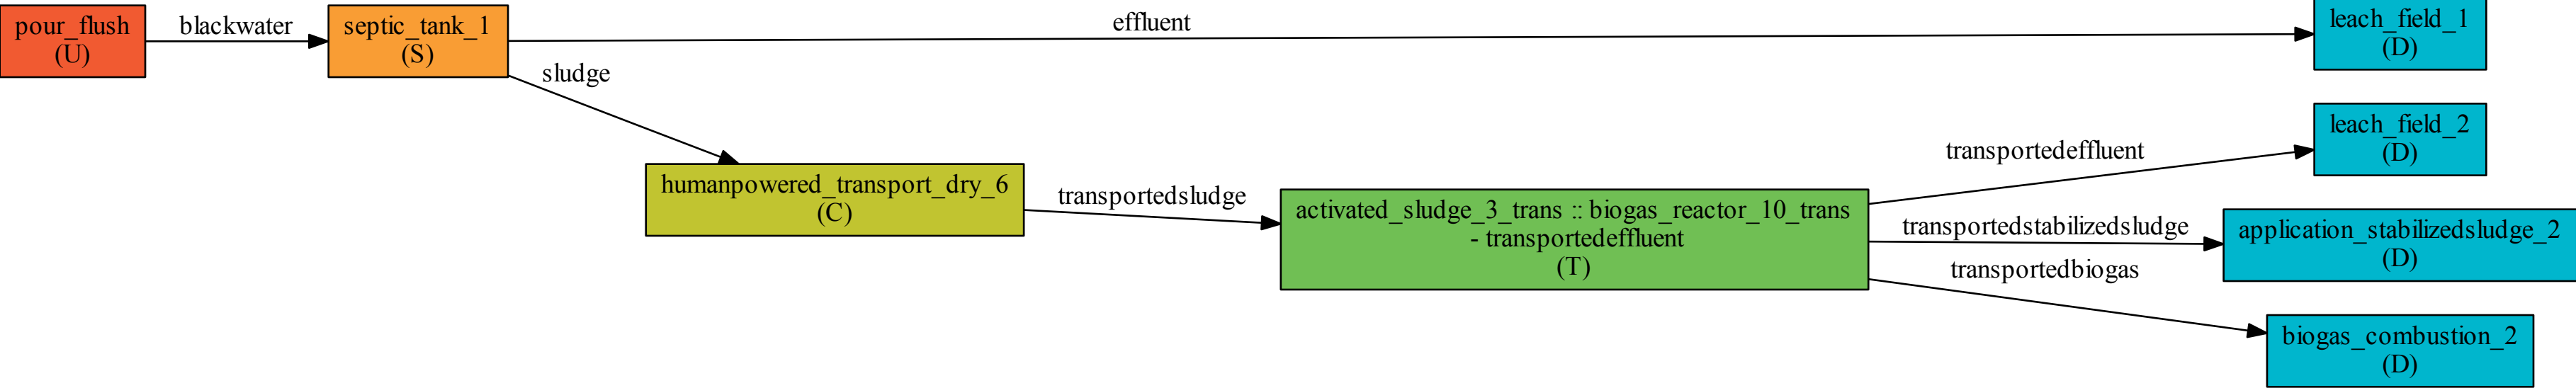 pour_flush
(U)
blackwater
septic_tank_1
(S)
effluent
leach_field_1
(D)
sludge
humanpowered_transport_dry_6
(C)
transportedsludge
activated_sludge_3_trans :: biogas_reactor_10_trans
- transportedeffluent
(T)
transportedeffluent
leach_field_2
(D)
transportedstabilizedsludge
application_stabilizedsludge_2
(D)
transportedbiogas
biogas_combustion_2
(D)